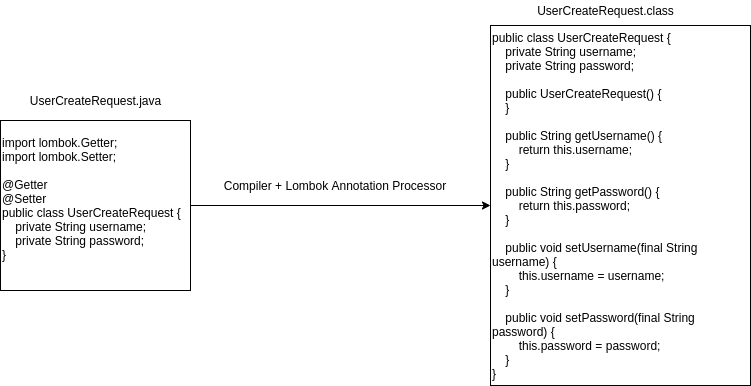 UserCreateRequest.java
import lombok.Getter;
import lombok.Setter;
@Getter
@Setter
public class UserCreateRequest {
private String username;
private String password;
}
Compiler + Lombok Annotation Processor
UserCreateRequest.class
public class UserCreateRequest {
private String username;
private String password;
public UserCreateRequest() {
}
public String getUsername() {
return this.username;
}
public String getPassword() {
return this.password;
}
public void setUsername(final String
username) {
this.username = username;
}
public void setPassword(final String
password) {
this.password = password;
}
}